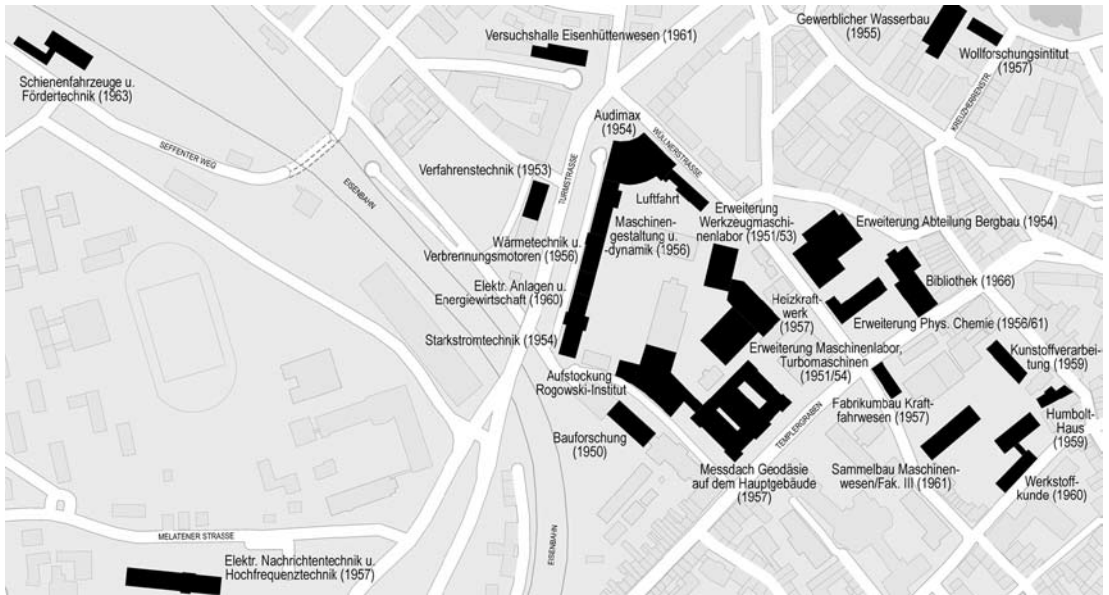 Gewerblicher Wasserbau
(1955)
Wollforschungsintitut
(1957)
Versuchshalle Eisenhüttenwesen (1961)
Schienenfahrzeuge u.
Fördertechnik (1963)
KREUZHERRENSTR.
Audimax
(1954)
WÜLLNERSTRASSE
SEFFENTER WEG
EISENBAHN
Verfahrenstechnik (1953)
TURMSTRASSE
Luftfahrt
Erweiterung
Werkzeugmaschi-
nenlabor (1951/53)
Maschinen-
gestaltung u.
-dynamik (1956)
Erweiterung Abteilung Bergbau (1954)
Wärmetechnik u.
Verbrennungsmotoren (1956)
Bibliothek (1966)
Elektr. Anlagen u.
Energiewirtschaft (1960)
Heizkraft-
werk
(1957)
Erweiterung Phys. Chemie (1956/61)
Starkstromtechnik (1954)
Erweiterung Maschinenlabor,
Turbomaschinen
(1951/54)
Kunstoffverarbei-
tung (1959)
Aufstockung
Rogowski-Institut
Fabrikumbau Kraft-
fahrwesen (1957)
Humbolt-
Haus
(1959)
TEMPLERGRABEN
Bauforschung
(1950)
Messdach Geodäsie
auf dem Hauptgebäude
(1957)
Sammelbau Maschinen-
wesen/Fak. III (1961)
Werkstoff-
kunde (1960)
MELATENER STRASSE
EISENBAHN
Elektr. Nachrichtentechnik u.
Hochfrequenztechnik (1957)